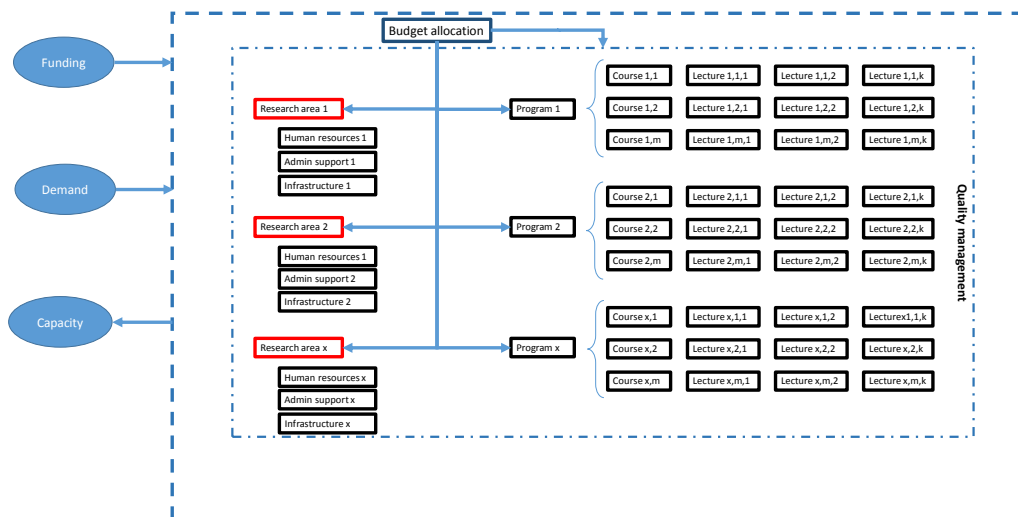 Budget allocation
Funding
Demand
Capacity
Research area 1
Human resources 1
Admin support 1
Infrastructure 1
Program 1
Course 1,1 Lecture 1,1,1 Lecture 1,1,2 Lecture 1,1,k
Course 1,2 Lecture 1,2,1 Lecture 1,2,2 Lecture 1,2,k
Course 1,m Lecture 1,m,1 Lecture 1,m,2 Lecture 1,m,k
Research area 2
Human resources 1
Admin support 2
Infrastructure 2
Program 2
Course 2,1 Lecture 2,1,1 Lecture 2,1,2 Lecture 2,1,k
Course 2,2 Lecture 2,2,1 Lecture 2,2,2 Lecture 2,2,k
Course 2,m Lecture 2,m,1 Lecture 2,m,2 Lecture 2,m,k
Research area x
Human resources x
Admin support x
Infrastructure x
Program x
Course x,1 Lecture x,1,1 Lecture x,1,2 Lecturex1,1,k
Course x,2 Lecture x,2,1 Lecture x,2,2 Lecture x,2,k
Course x,m Lecture x,m,1 Lecture x,m,2 Lecture x,m,k
Quality management